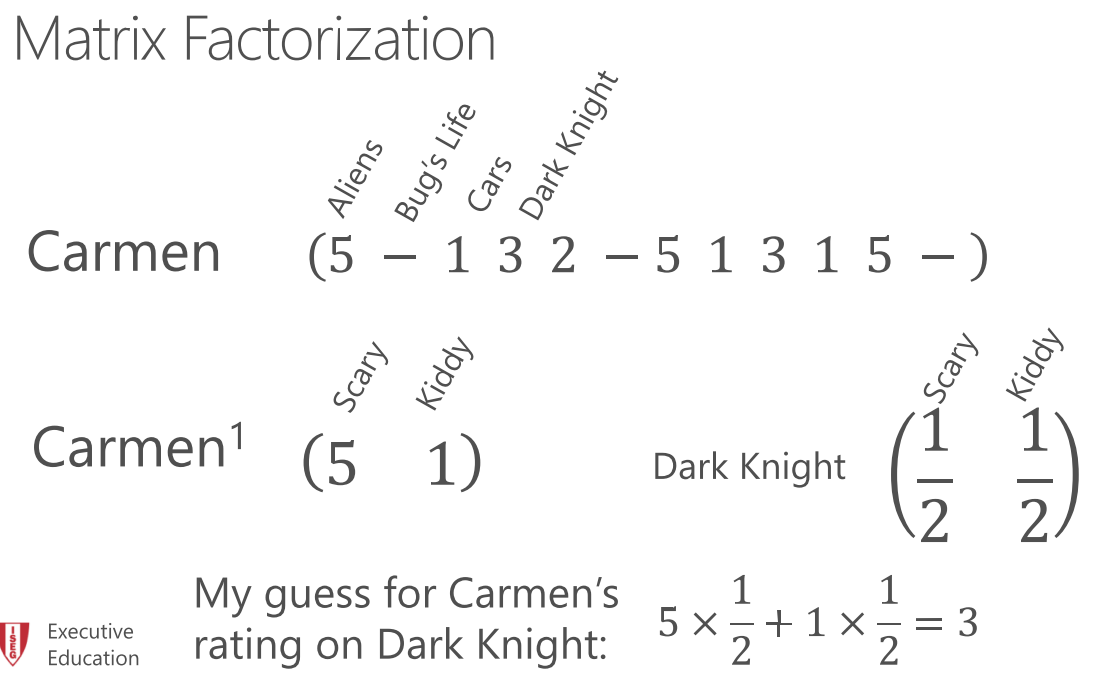 Matrix Factorization
Aliens Bug's Life Cars Dark Knight
Carmen (5 − 1 3 2 − 5 1 3 1 5 − )
Scary Kiddy
Carmen¹ (5 1)
Scary Kiddy
Dark Knight (1/2 1/2)
My guess for Carmen's
rating on Dark Knight:
5 × 1/2 + 1 × 1/2 = 3
ISEG
Executive
Education